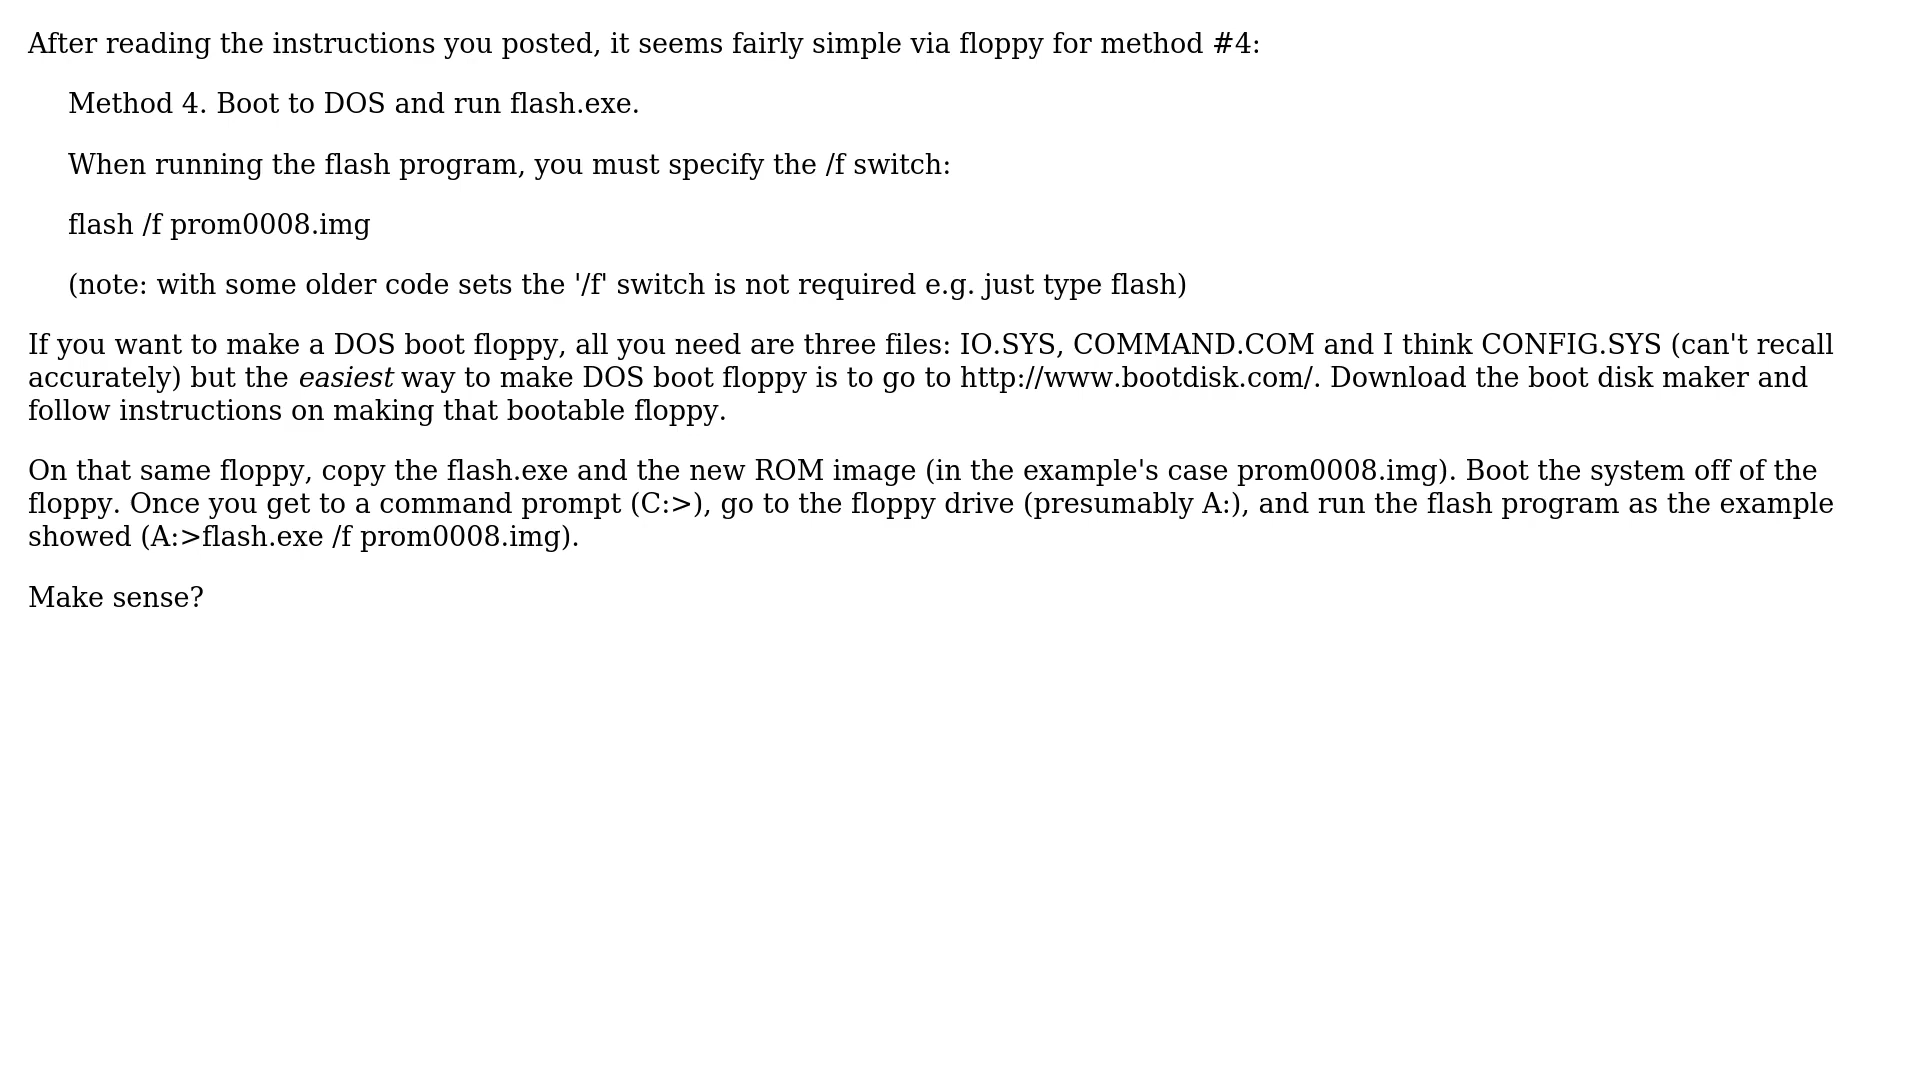 After reading the instructions you posted, it seems fairly simple via floppy for method #4:
Method 4. Boot to DOS and run flash.exe.
When running the flash program, you must specify the /f switch:
flash /f prom0008.img
(note: with some older code sets the '/f' switch is not required e.g. just type flash)
If you want to make a DOS boot floppy, all you need are three files: IO.SYS, COMMAND.COM and I think CONFIG.SYS (can't recall
accurately) but the easiest way to make DOS boot floppy is to go to http://www.bootdisk.com/. Download the boot disk maker and
follow instructions on making that bootable floppy.
On that same floppy, copy the flash.exe and the new ROM image (in the example's case prom0008.img). Boot the system off of the
floppy. Once you get to a command prompt (C:>), go to the floppy drive (presumably A:), and run the flash program as the example
showed (A:>flash.exe /f prom0008.img).
Make sense?